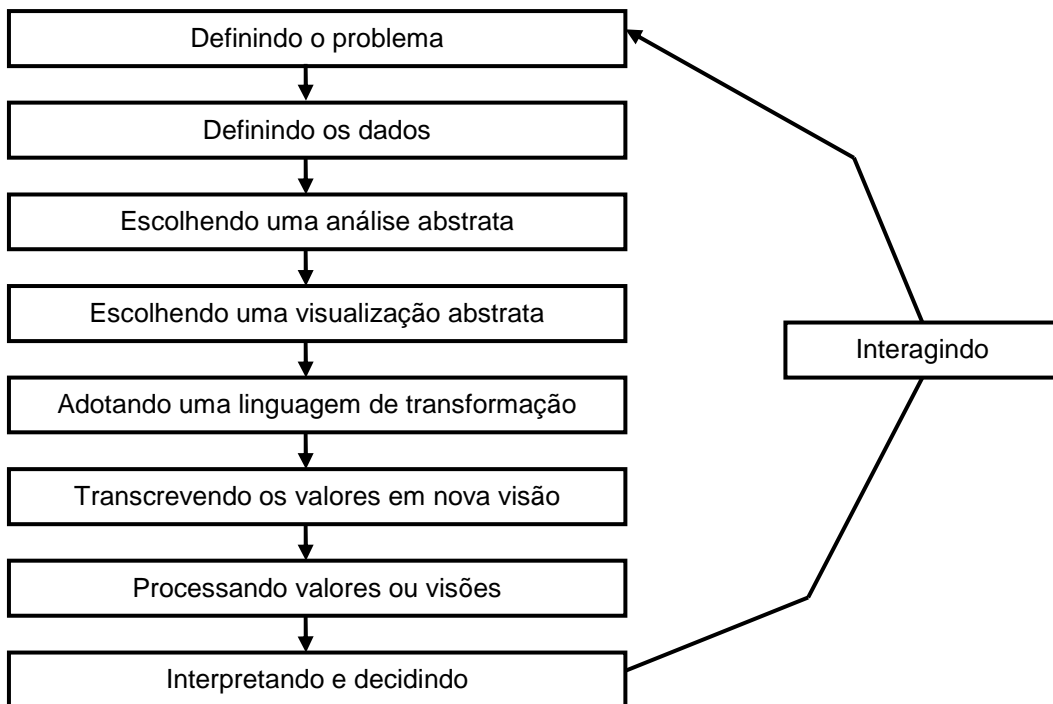 Definindo o problema
Definindo os dados
Escolhendo uma análise abstrata
Escolhendo uma visualização abstrata
Interagindo
Adotando uma linguagem de transformação
Transcrevendo os valores em nova visão
Processando valores ou visões
Interpretando e decidindo